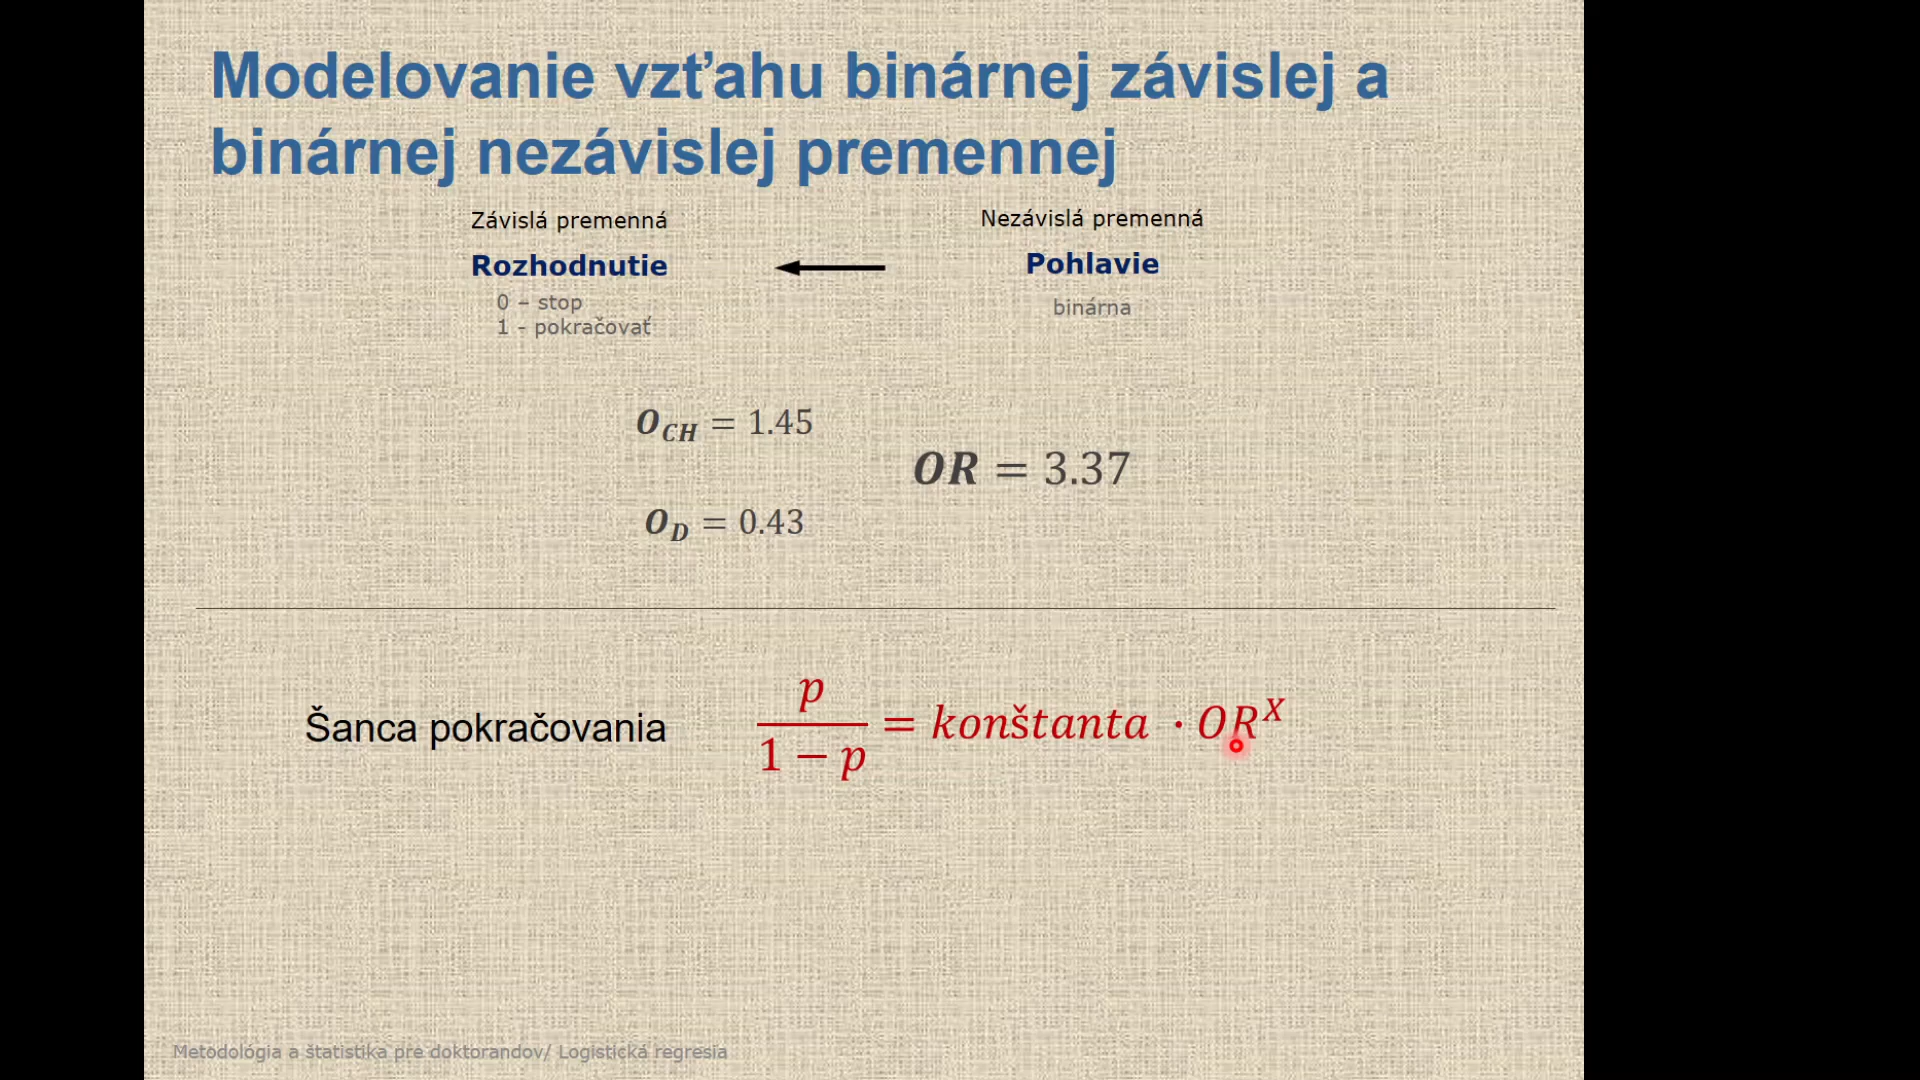 Modelovanie vzťahu binárnej závislej a
binárnej nezávislej premennej
Závislá premenná
Rozhodnutie
0 – stop
1 - pokračovať
Nezávislá premenná
Pohlavie
binárna
O_CH = 1.45
OR = 3.37
O_D = 0.43
Šanca pokračovania
p / (1 − p) = konštanta · OR^X
Metodológia a štatistika pre doktorandov/ Logistická regresia